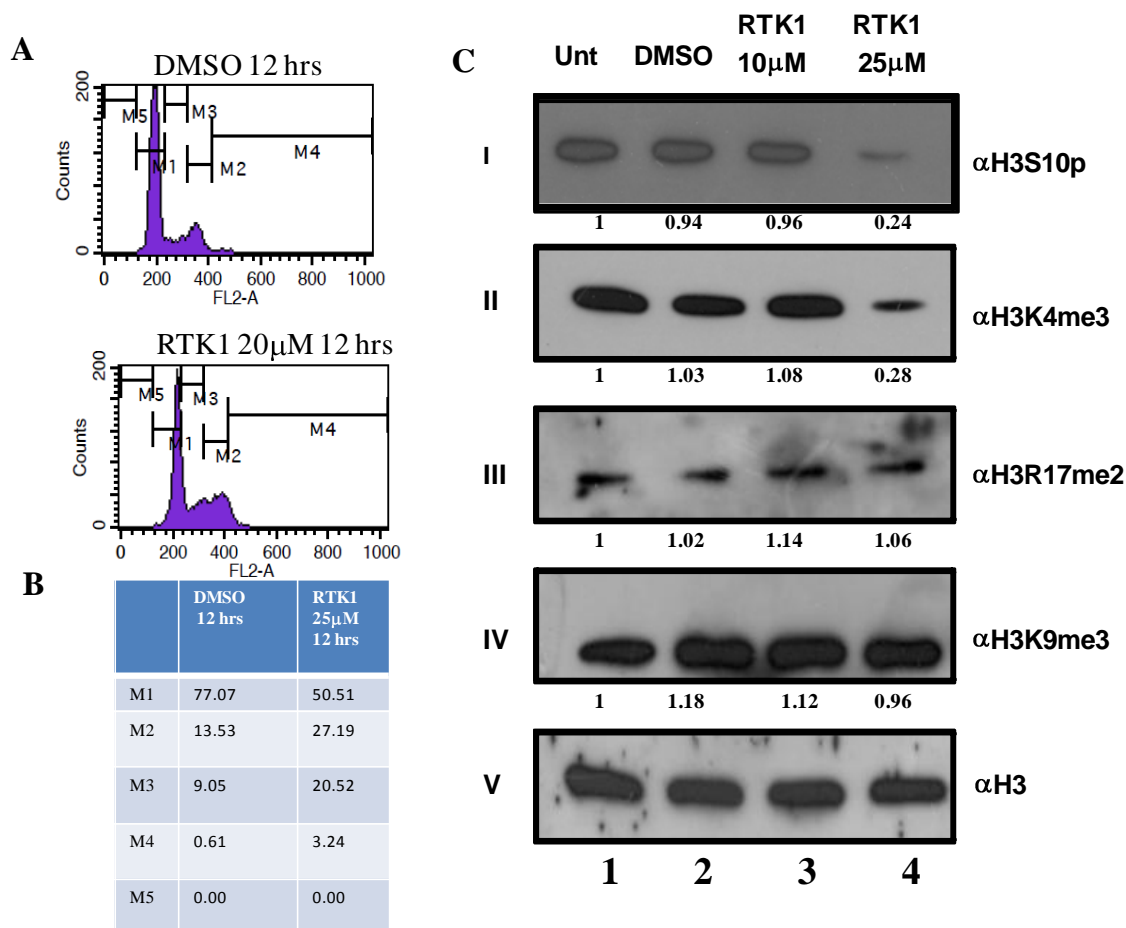 A
DMSO 12 hrs
200
Counts
0
M5
M3
M1
M2
M4
0 200 400 600 800 1000
FL2-A
RTK1 20μM 12 hrs
200
Counts
0
M5
M3
M1
M2
M4
0 200 400 600 800 1000
FL2-A
B
DMSO 12 hrs
RTK1 25μM 12 hrs
M1 77.07 50.51
M2 13.53 27.19
M3 9.05 20.52
M4 0.61 3.24
M5 0.00 0.00
C
Unt DMSO RTK1 10μM RTK1 25μM
I αH3S10p
1 0.94 0.96 0.24
II αH3K4me3
1 1.03 1.08 0.28
III αH3R17me2
1 1.02 1.14 1.06
IV αH3K9me3
1 1.18 1.12 0.96
V αH3
1 2 3 4